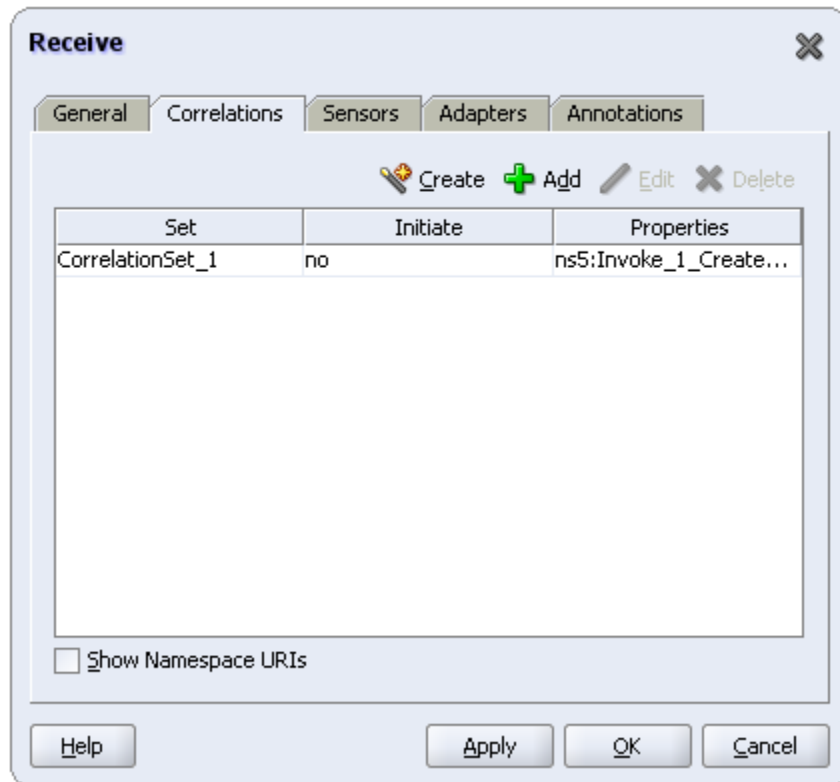 Receive
General Correlations Sensors Adapters Annotations
Create Add Edit Delete
Set Initiate Properties
CorrelationSet_1 no ns5:Invoke_1_Create...
Show Namespace URIs
Help Apply OK Cancel